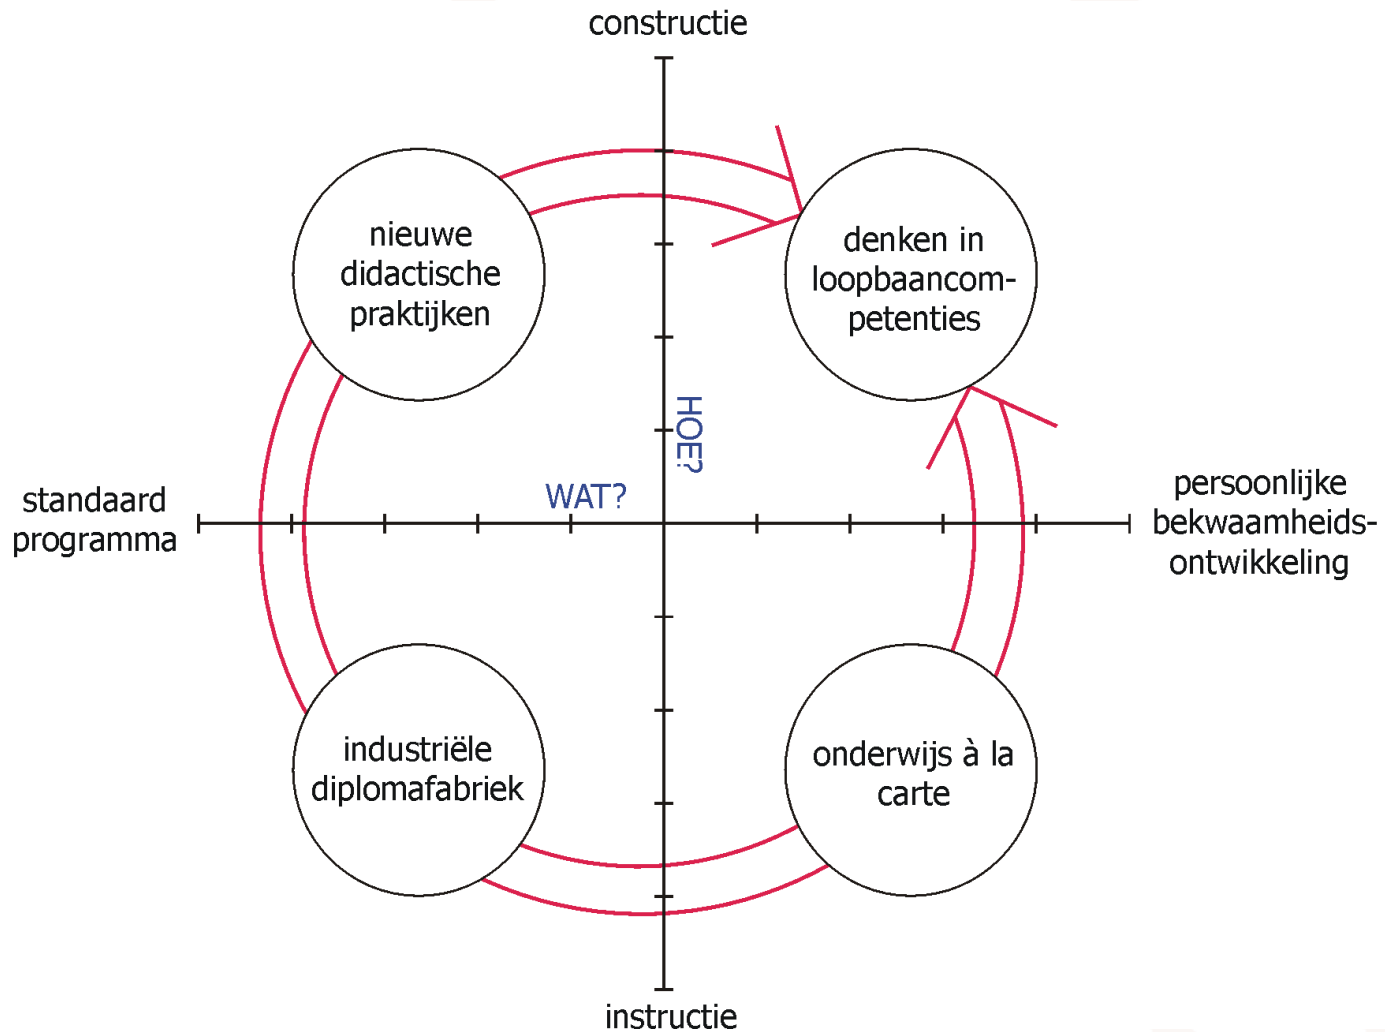 constructie
nieuwe
didactische
praktijken
denken in
loopbaancom-
petenties
HOE?
WAT?
standaard
programma
persoonlijke
bekwaamheids-
ontwikkeling
industriële
diplomafabriek
onderwijs à la
carte
instructie